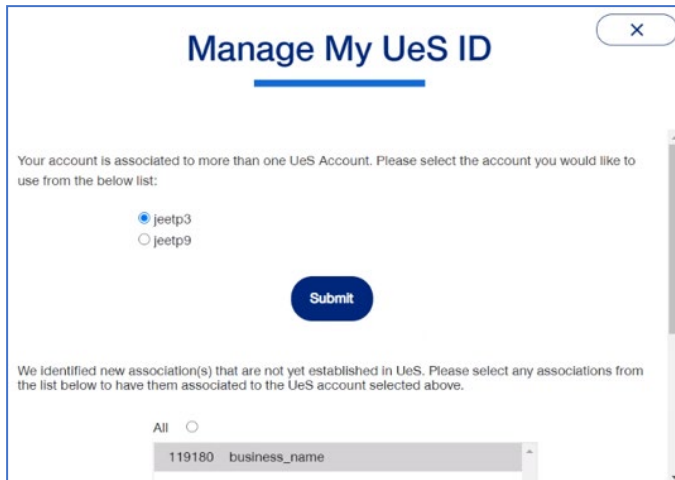 Manage My UeS ID
Your account is associated to more than one UeS Account. Please select the account you would like to
use from the below list:
jeetp3
jeetp9
Submit
We identified new association(s) that are not yet established in UeS. Please select any associations from
the list below to have them associated to the UeS account selected above.
All
119180 business_name